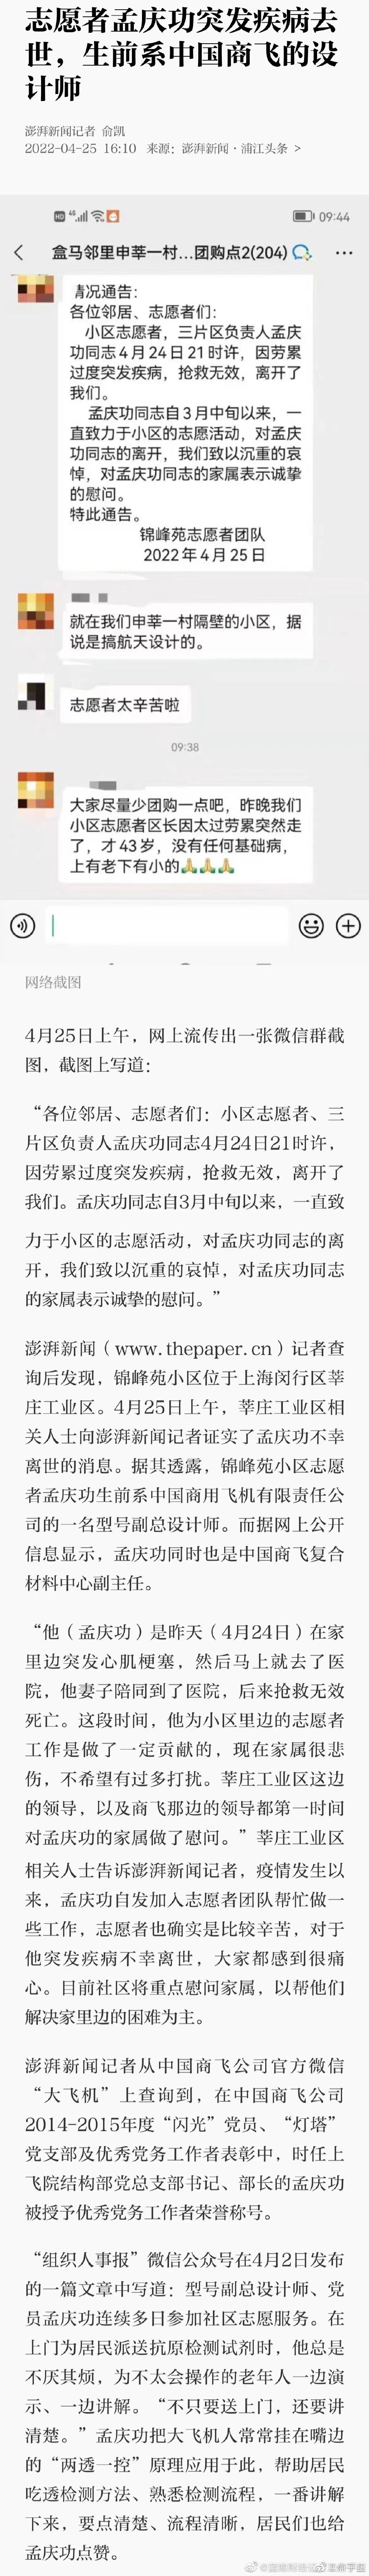 志愿者孟庆功突发疾病去
世，生前系中国商飞的设
计师
澎湃新闻记者 俞凯
2022-04-25 16:10 来源：澎湃新闻·浦江头条 >
HD 4G 09:44
盒马邻里申莘一村...团购点2(204)
情况通告：
各位邻居、志愿者们：
小区志愿者，三片区负责人孟庆
功同志4月24日21时许，因劳累
过度突发疾病，抢救无效，离开了
我们。
孟庆功同志自3月中旬以来，一
直致力于小区的志愿活动，对孟庆
功同志的离开，我们致以沉重的哀
悼，对孟庆功同志的家属表示诚挚
的慰问。
特此通告。
锦峰苑志愿者团队
2022年4月25日
就在我们申莘一村隔壁的小区，据
说是搞航天设计的。
志愿者太辛苦啦
09:38
大家尽量少团购一点吧，昨晚我们
小区志愿者区长因太过劳累突然走
了，才43岁，没有任何基础病，
上有老下有小的🙏🙏🙏
网络截图
4月25日上午，网上流传出一张微信群截
图，截图上写道：
“各位邻居、志愿者们：小区志愿者、三
片区负责人孟庆功同志4月24日21时许，
因劳累过度突发疾病，抢救无效，离开了
我们。孟庆功同志自3月中旬以来，一直致
力于小区的志愿活动，对孟庆功同志的离
开，我们致以沉重的哀悼，对孟庆功同志
的家属表示诚挚的慰问。”
澎湃新闻（www.thepaper.cn）记者查
询后发现，锦峰苑小区位于上海闵行区莘
庄工业区。4月25日上午，莘庄工业区相
关人士向澎湃新闻记者证实了孟庆功不幸
离世的消息。据其透露，锦峰苑小区志愿
者孟庆功生前系中国商用飞机有限责任公
司的一名型号副总设计师。而据网上公开
信息显示，孟庆功同时也是中国商飞复合
材料中心副主任。
“他（孟庆功）是昨天（4月24日）在家
里边突发心肌梗塞，然后马上就去了医
院，他妻子陪同到了医院，后来抢救无效
死亡。这段时间，他为小区里边的志愿者
工作是做了一定贡献的，现在家属很悲
伤，不希望有过多打扰。莘庄工业区这边
的领导，以及商飞那边的领导都第一时间
对孟庆功的家属做了慰问。”莘庄工业区
相关人士告诉澎湃新闻记者，疫情发生以
来，孟庆功自发加入志愿者团队帮忙做一
些工作，志愿者也确实是比较辛苦，对于
他突发疾病不幸离世，大家都感到很痛
心。目前社区将重点慰问家属，以帮他们
解决家里边的困难为主。
澎湃新闻记者从中国商飞公司官方微信
“大飞机”上查询到，在中国商飞公司
2014-2015年度“闪光”党员、“灯塔”
党支部及优秀党务工作者表彰中，时任上
飞院结构部党总支部书记、部长的孟庆功
被授予优秀党务工作者荣誉称号。
“组织人事报”微信公众号在4月2日发布
的一篇文章中写道：型号副总设计师、党
员孟庆功连续多日参加社区志愿服务。在
上门为居民派送抗原检测试剂时，他总是
不厌其烦，为不太会操作的老年人一边演
示、一边讲解。“不只要送上门，还要讲
清楚。”孟庆功把大飞机人常常挂在嘴边
的“两透一控”原理应用于此，帮助居民
吃透检测方法、熟悉检测流程，一番讲解
下来，要点清楚、流程清晰，居民们也给
孟庆功点赞。